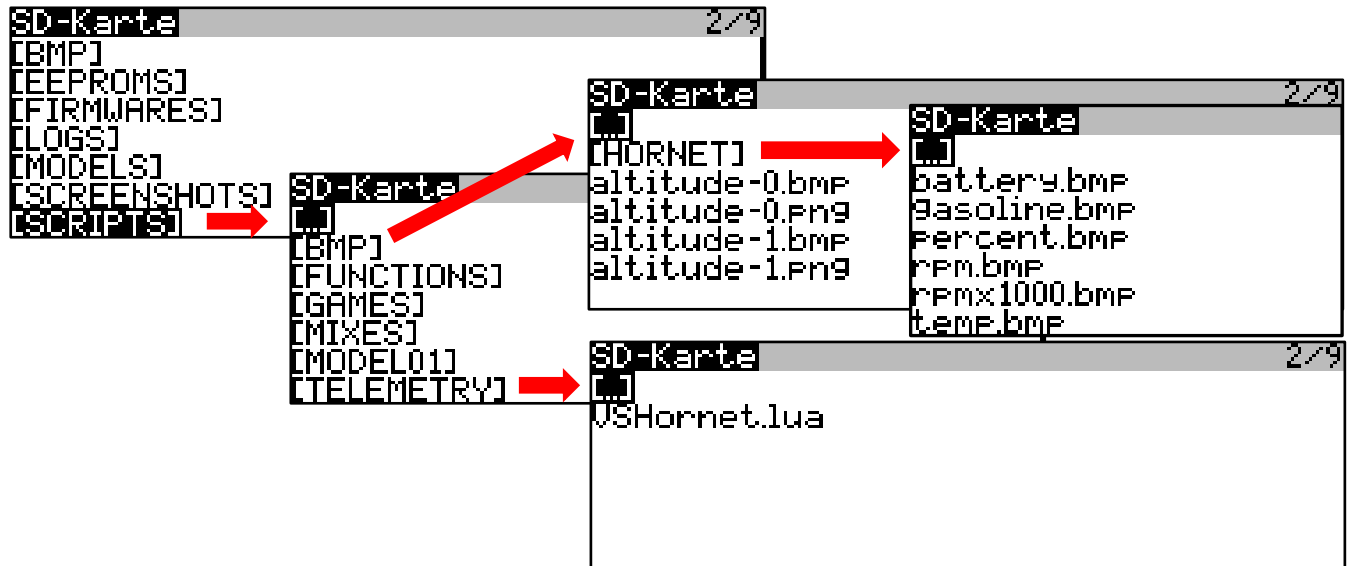 SD-Karte 2/9
[BMP]
[EEPROMS]
[FIRMWARES]
[LOGS]
[MODELS]
[SCREENSHOTS]
[SCRIPTS]
SD-Karte
[..]
[BMP]
[FUNCTIONS]
[GAMES]
[MIXES]
[MODEL01]
[TELEMETRY]
SD-Karte 2/9
[..]
[HORNET]
altitude-0.bmp
altitude-0.png
altitude-1.bmp
altitude-1.png
SD-Karte
[..]
battery.bmp
gasoline.bmp
percent.bmp
rpm.bmp
rpmx1000.bmp
temp.bmp
SD-Karte 2/9
[..]
VSHornet.lua